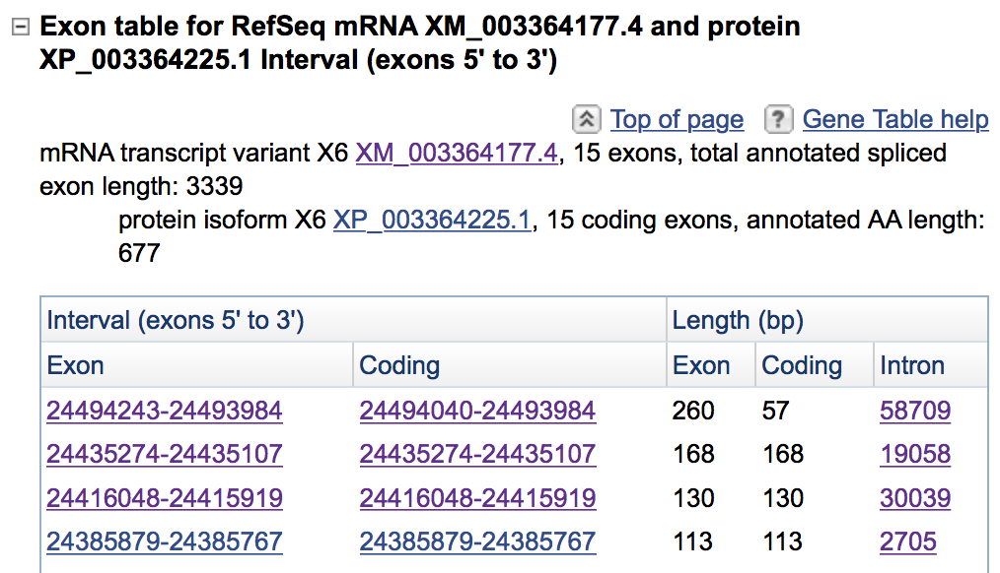 Exon table for RefSeq mRNA XM_003364177.4 and protein
XP_003364225.1 Interval (exons 5' to 3')
? Top of page Gene Table help
mRNA transcript variant X6 XM_003364177.4, 15 exons, total annotated spliced
exon length: 3339
protein isoform X6 XP_003364225.1, 15 coding exons, annotated AA length:
677
Interval (exons 5' to 3') Length (bp)
Exon Coding Exon Coding Intron
24494243-24493984 24494040-24493984 260 57 58709
24435274-24435107 24435274-24435107 168 168 19058
24416048-24415919 24416048-24415919 130 130 30039
24385879-24385767 24385879-24385767 113 113 2705